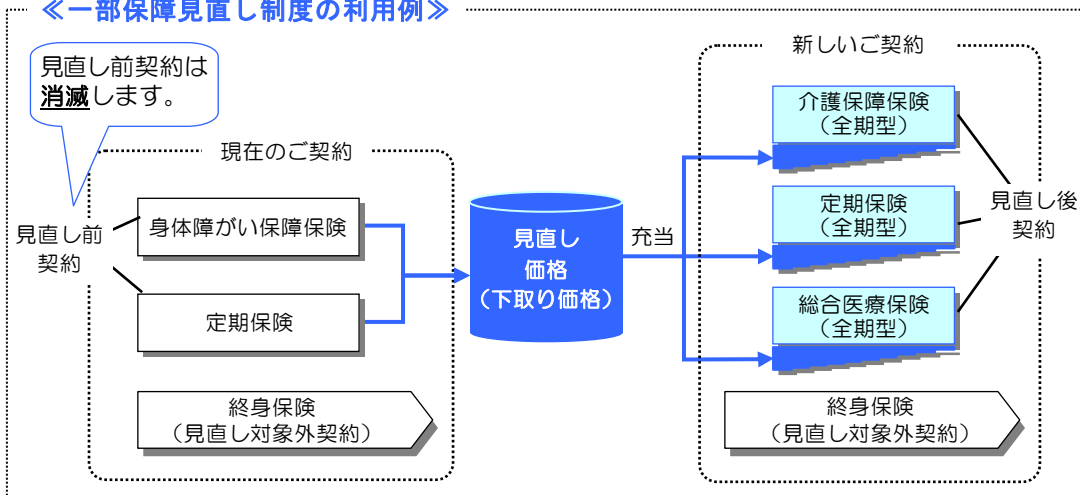 ≪一部保障見直し制度の利用例≫
見直し前契約は
消滅します。
現在のご契約
見直し前
契約
身体障がい保障保険
定期保険
終身保険
（見直し対象外契約）
見直し
価格
（下取り価格）
充当
新しいご契約
介護保障保険
（全期型）
定期保険
（全期型）
総合医療保険
（全期型）
見直し後
契約
終身保険
（見直し対象外契約）